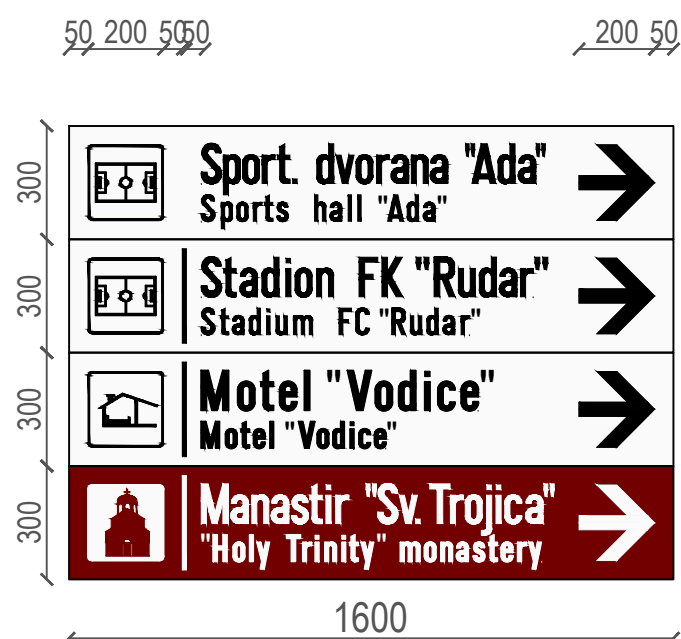 50 200 50 50 200 50
300
Sport. dvorana "Ada"
Sports hall "Ada"
300
Stadion FK "Rudar"
Stadium FC "Rudar"
300
Motel "Vodice"
Motel "Vodice"
300
Manastir "Sv. Trojica"
"Holy Trinity" monastery
1600